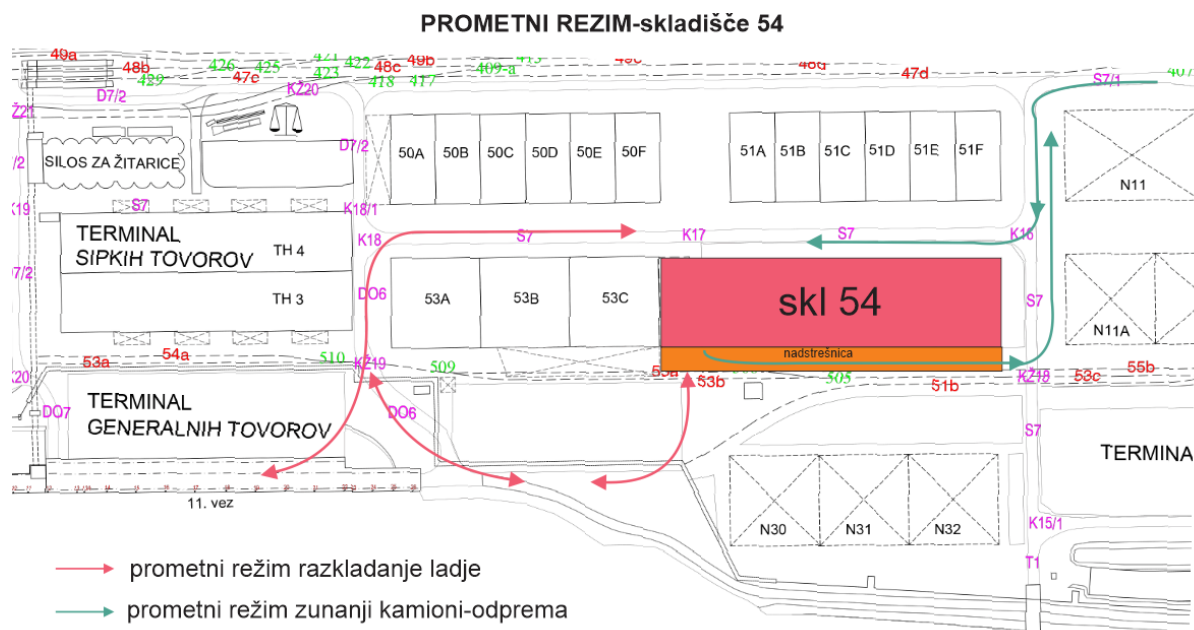 PROMETNI REZIM-skladišče 54
49a
48b
47c
426
425
429
421
422
423
48c
49b
418
417
409-a
48d
47d
S7/1
D7/2
KŽ20
D7/2
SILOS ZA ŽITARICE
50A
50B
50C
50D
50E
50F
51A
51B
51C
51D
51E
51F
N11
S7
K18/1
K18
S7
K17
S7
K16
TERMINAL
SIPKIH TOVOROV
TH 4
TH 3
DO6
53A
53B
53C
skl 54
S7
N11A
nadstrešnica
53a
54a
510
KŽ19
509
53b
505
51b
KŽ18
53c
55b
DO7
TERMINAL
GENERALNIH TOVOROV
DO6
S7
TERMINA
11. vez
N30
N31
N32
K15/1
T1
prometni režim razkladanje ladje
prometni režim zunanji kamioni-odprema